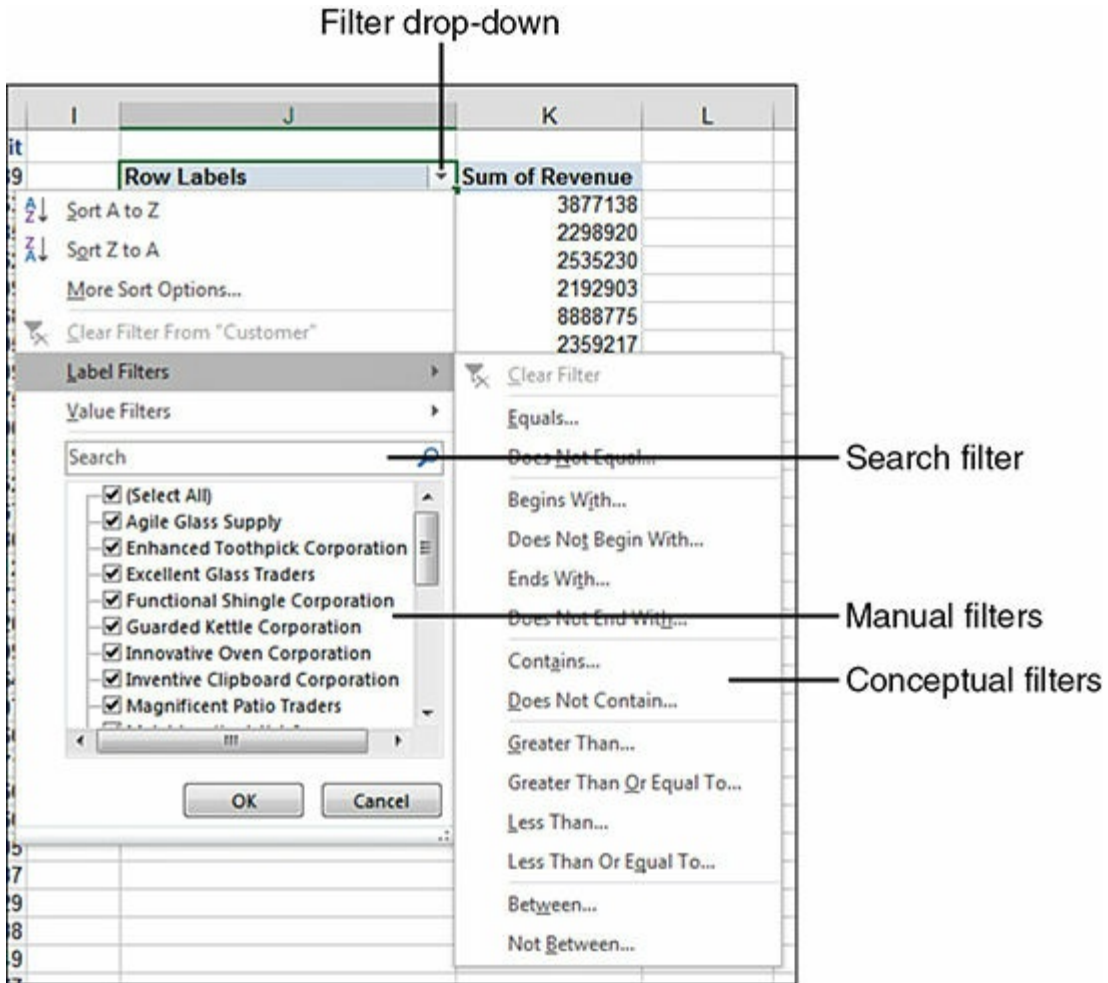 Filter drop-down
I J K L
it
39
Row Labels Sum of Revenue
3877138
2298920
2535230
2192903
8888775
2359217
Sort A to Z
Sort Z to A
More Sort Options...
Clear Filter From "Customer"
Label Filters
Value Filters
Search
(Select All)
Agile Glass Supply
Enhanced Toothpick Corporation
Excellent Glass Traders
Functional Shingle Corporation
Guarded Kettle Corporation
Innovative Oven Corporation
Inventive Clipboard Corporation
Magnificent Patio Traders
OK Cancel
Clear Filter
Equals...
Does Not Equal...
Begins With...
Does Not Begin With...
Ends With...
Does Not End With...
Contains...
Does Not Contain...
Greater Than...
Greater Than Or Equal To...
Less Than...
Less Than Or Equal To...
Between...
Not Between...
Search filter
Manual filters
Conceptual filters
37
29
38